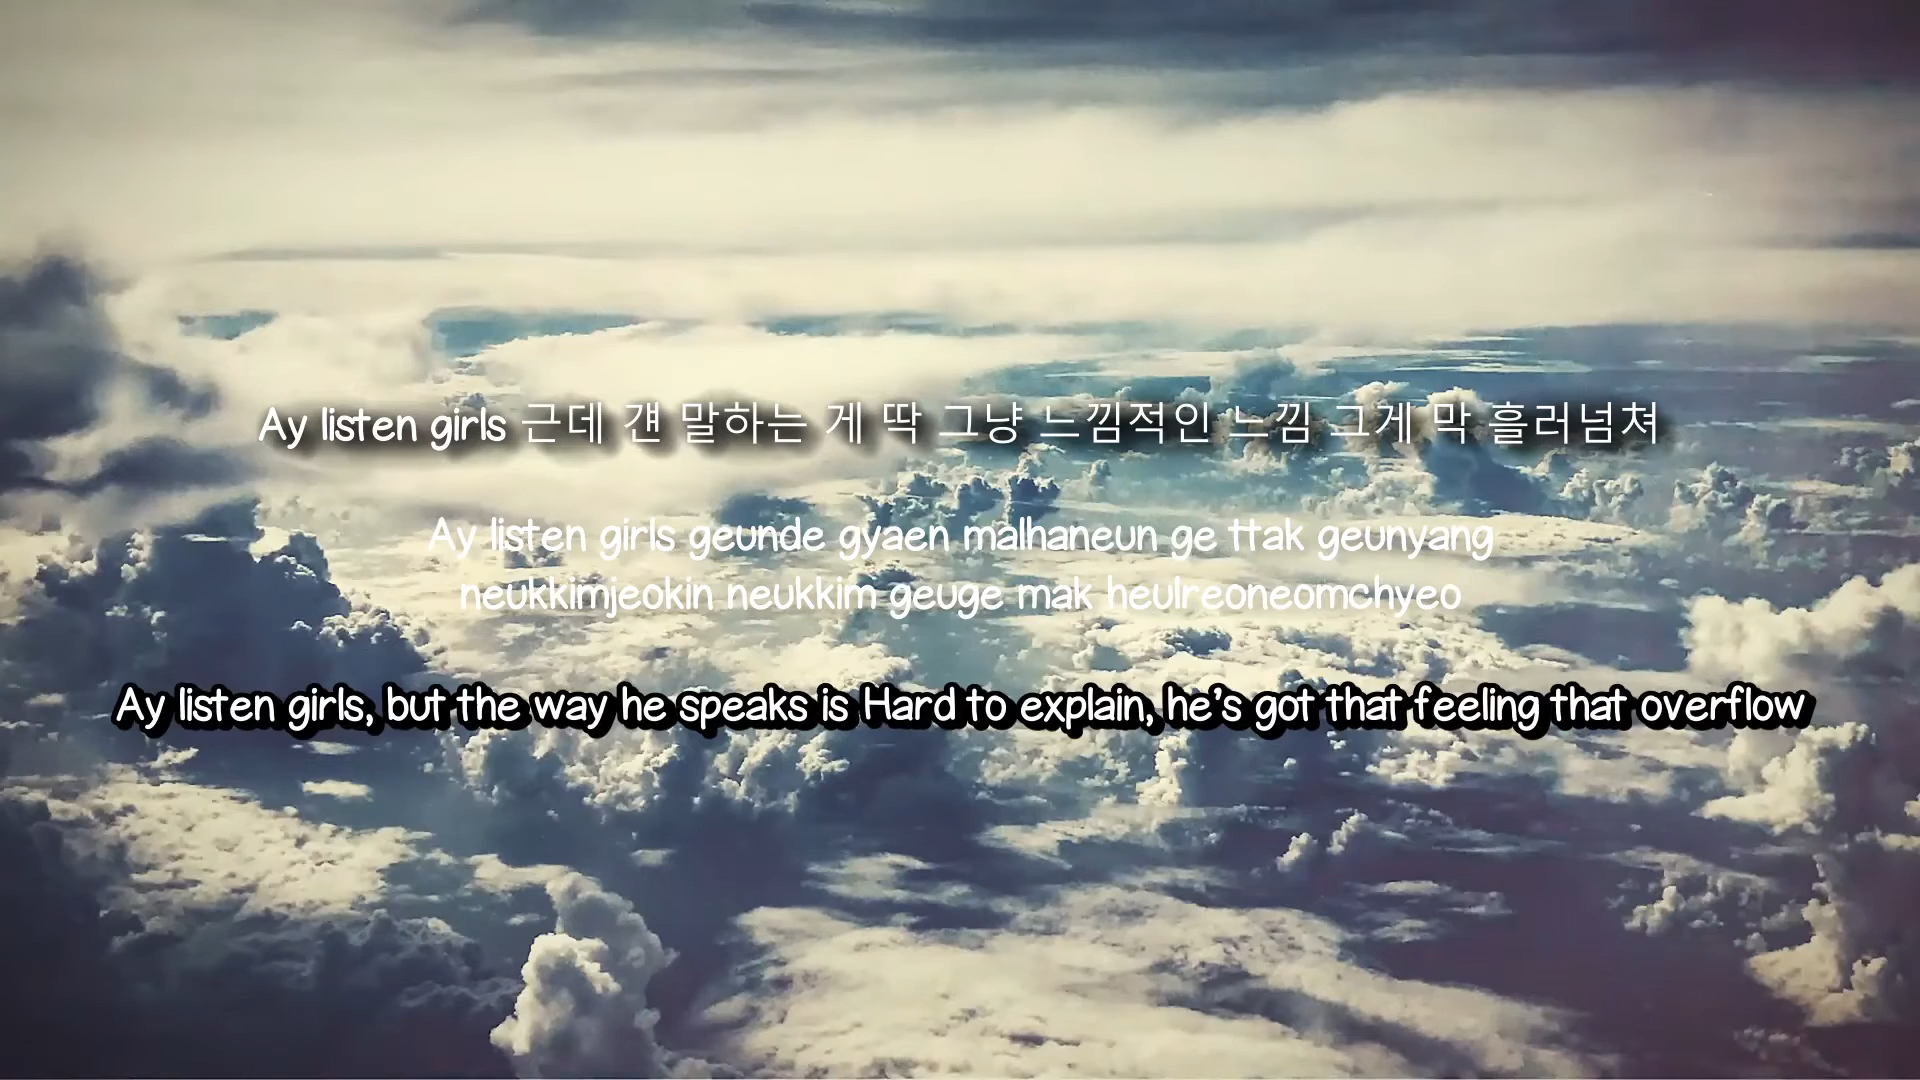 Ay listen girls 근데 걘 말하는 게 딱 그냥 느낌적인 느낌 그게 막 흘러넘쳐
Ay listen girls geunde gyaen malhaneun ge ttak geunyang
neukkimjeokin neukkim geuge mak heulreoneomchyeo
Ay listen girls, but the way he speaks is Hard to explain, he's got that feeling that overflow